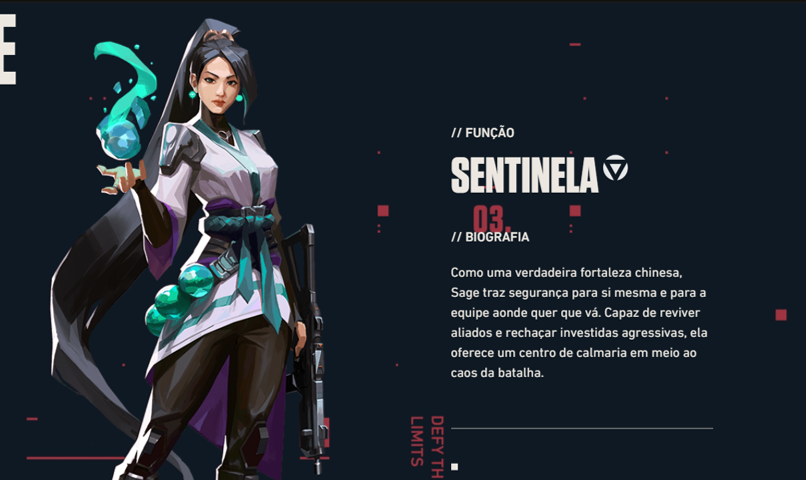 E
// FUNÇÃO
SENTINELA
03.
// BIOGRAFIA
Como uma verdadeira fortaleza chinesa,
Sage traz segurança para si mesma e para a
equipe aonde quer que vá. Capaz de reviver
aliados e rechaçar investidas agressivas, ela
oferece um centro de calmaria em meio ao
caos da batalha.
DEFY TH
LIMITS